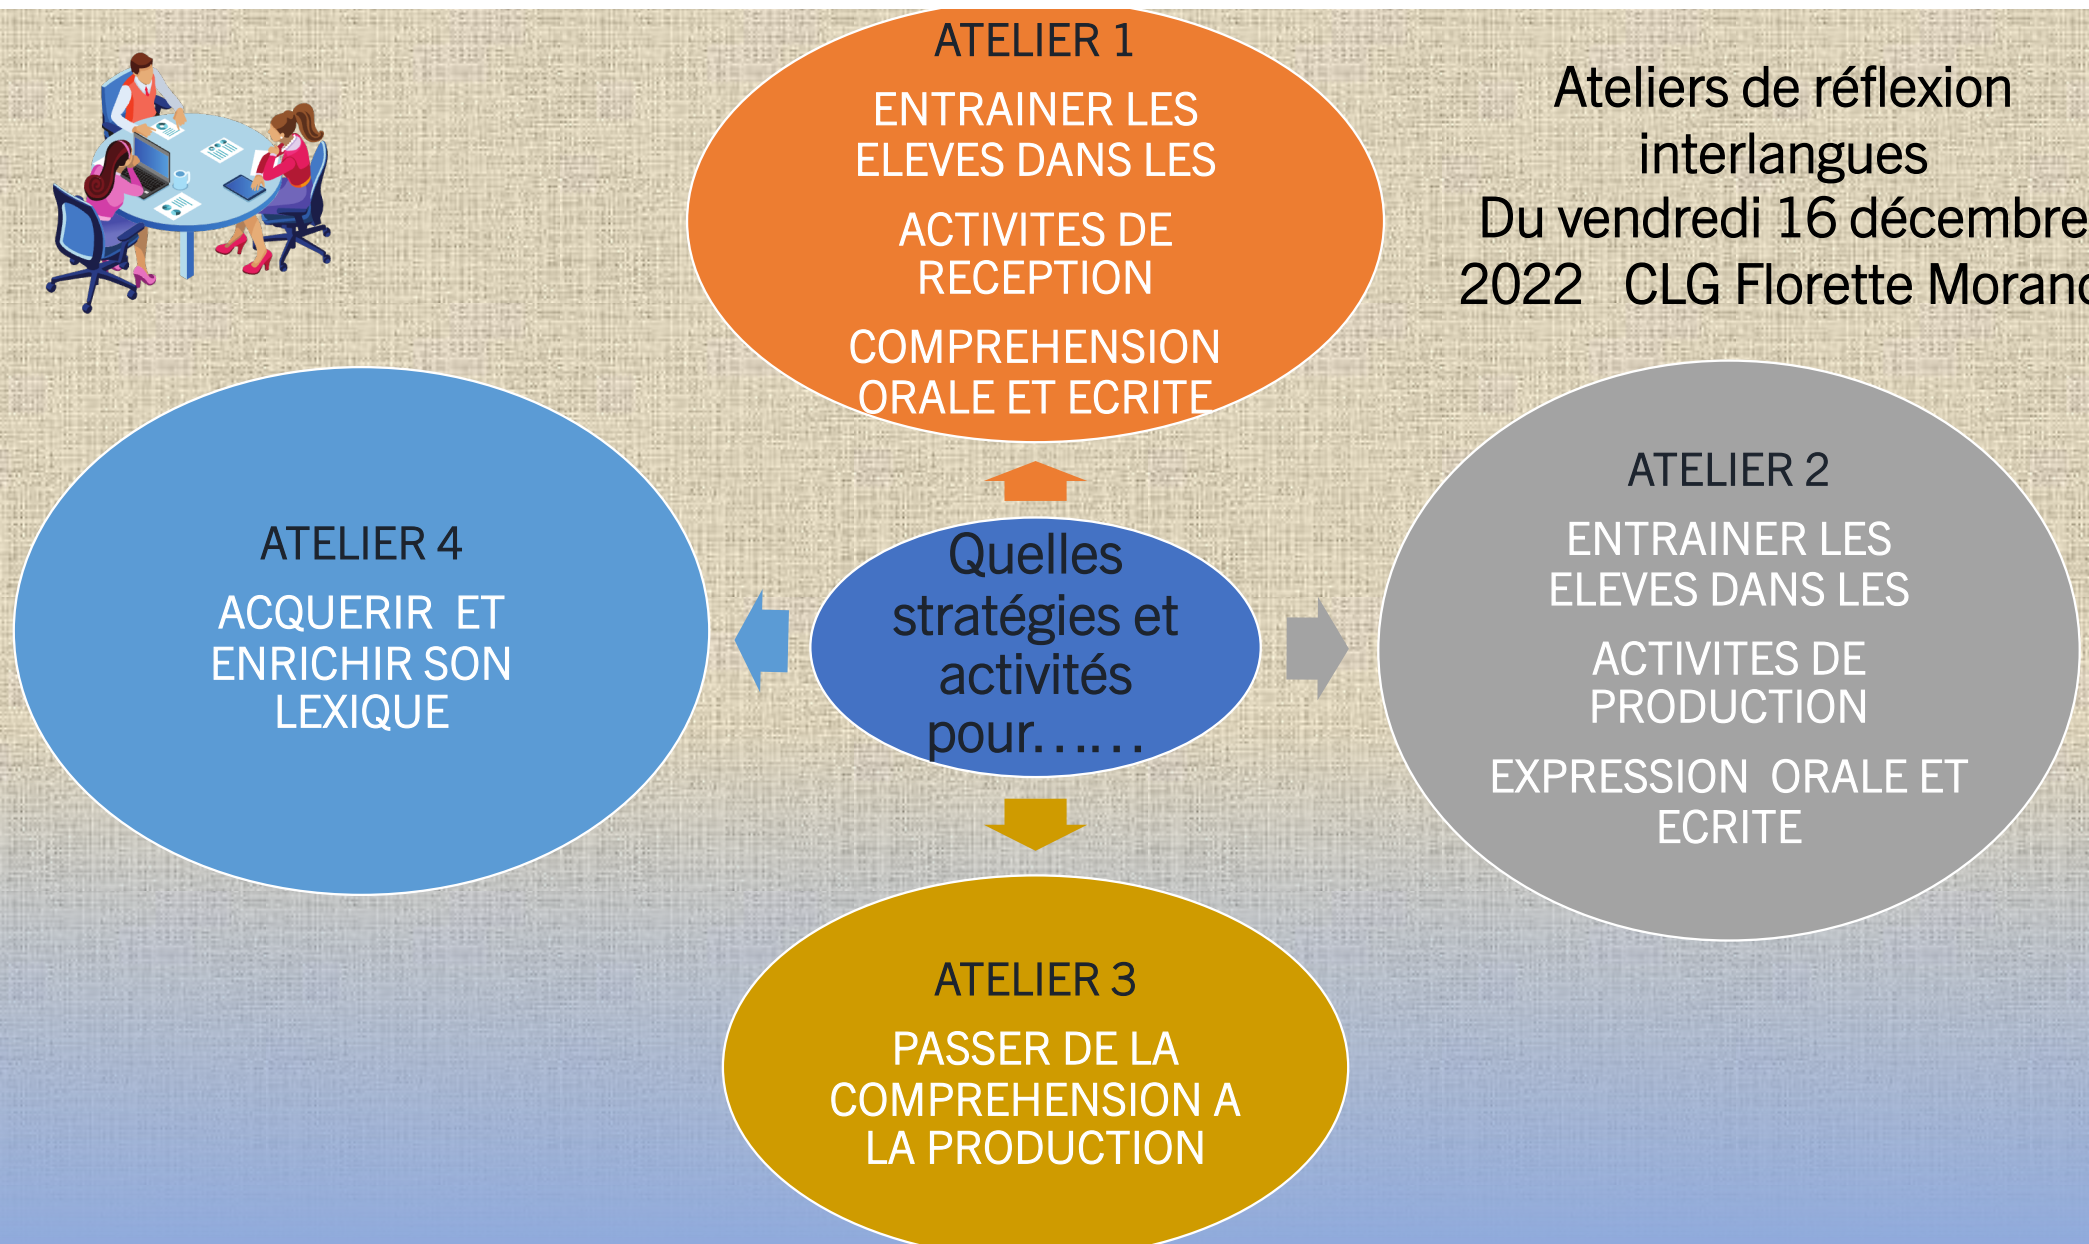 ATELIER 1
ENTRAINER LES
ELEVES DANS LES
ACTIVITES DE
RECEPTION
COMPREHENSION
ORALE ET ECRITE
Ateliers de réflexion
interlangues
Du vendredi 16 décembre
2022 CLG Florette Morand
ATELIER 4
ACQUERIR ET
ENRICHIR SON
LEXIQUE
Quelles
stratégies et
activités
pour……
ATELIER 2
ENTRAINER LES
ELEVES DANS LES
ACTIVITES DE
PRODUCTION
EXPRESSION ORALE ET
ECRITE
ATELIER 3
PASSER DE LA
COMPREHENSION A
LA PRODUCTION